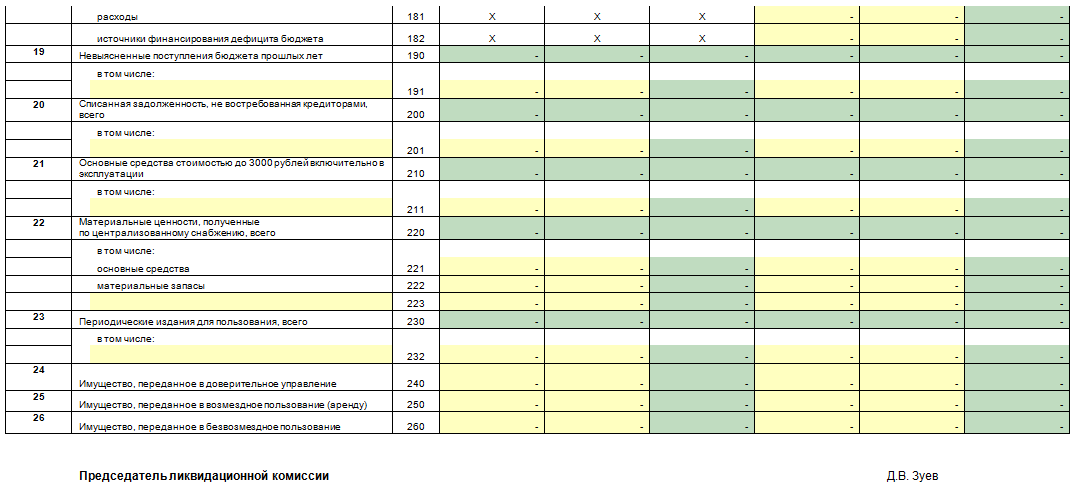 расходы 181 X X X - - -
источники финансирования дефицита бюджета 182 X X X - - -
19 Невыясненные поступления бюджета прошлых лет 190 - - - - - -
в том числе:
191 - - - - - -
20 Списанная задолженность, не востребованная кредиторами,
всего 200 - - - - - -
в том числе:
201 - - - - - -
21 Основные средства стоимостью до 3000 рублей включительно в
эксплуатации 210 - - - - - -
в том числе:
211 - - - - - -
22 Материальные ценности, полученные
по централизованному снабжению, всего 220 - - - - - -
в том числе:
основные средства 221 - - - - - -
материальные запасы 222 - - - - - -
223 - - - - - -
23 Периодические издания для пользования, всего 230 - - - - - -
в том числе:
232 - - - - - -
24 Имущество, переданное в доверительное управление 240 - - - - - -
25 Имущество, переданное в возмездное пользование (аренду) 250 - - - - - -
26 Имущество, переданное в безвозмездное пользование 260 - - - - - -
Председатель ликвидационной комиссии Д.В. Зуев